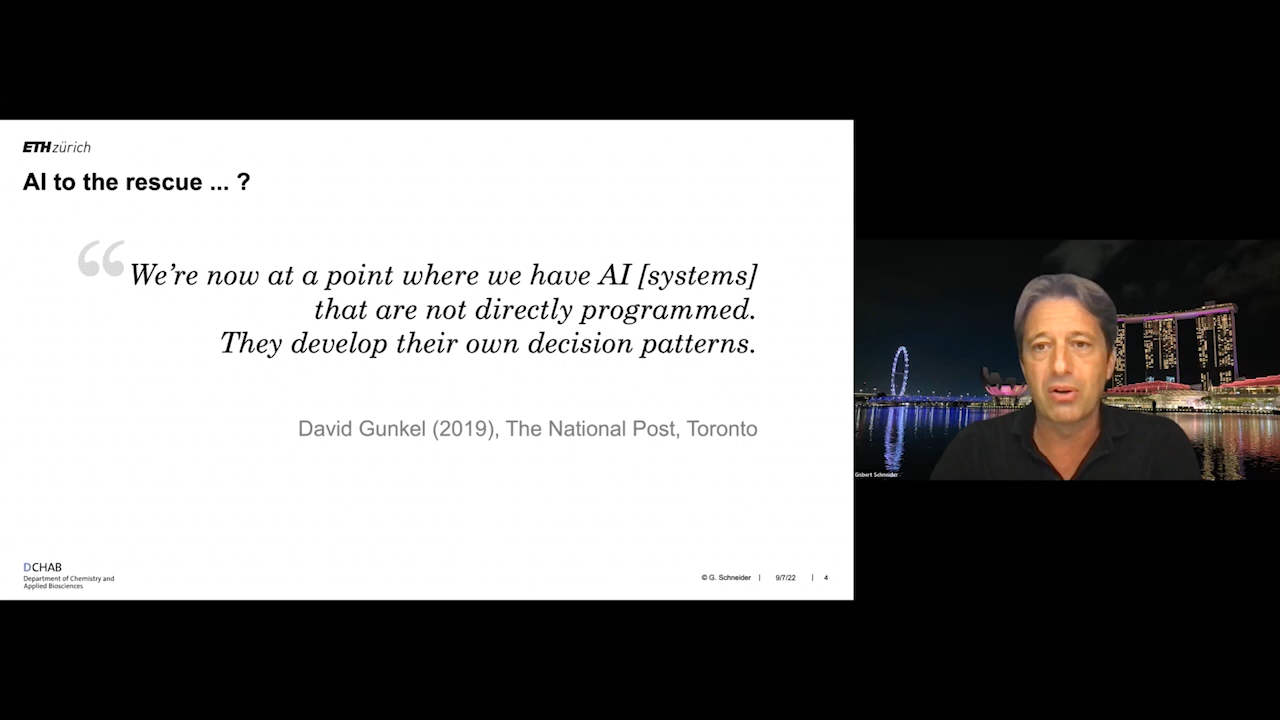 ETH zürich
AI to the rescue ... ?
“
We’re now at a point where we have AI [systems]
that are not directly programmed.
They develop their own decision patterns.
David Gunkel (2019), The National Post, Toronto
DCHAB
Department of Chemistry and
Applied Biosciences
© G. Schneider | 9/7/22 | 4
Gisbert Schneider